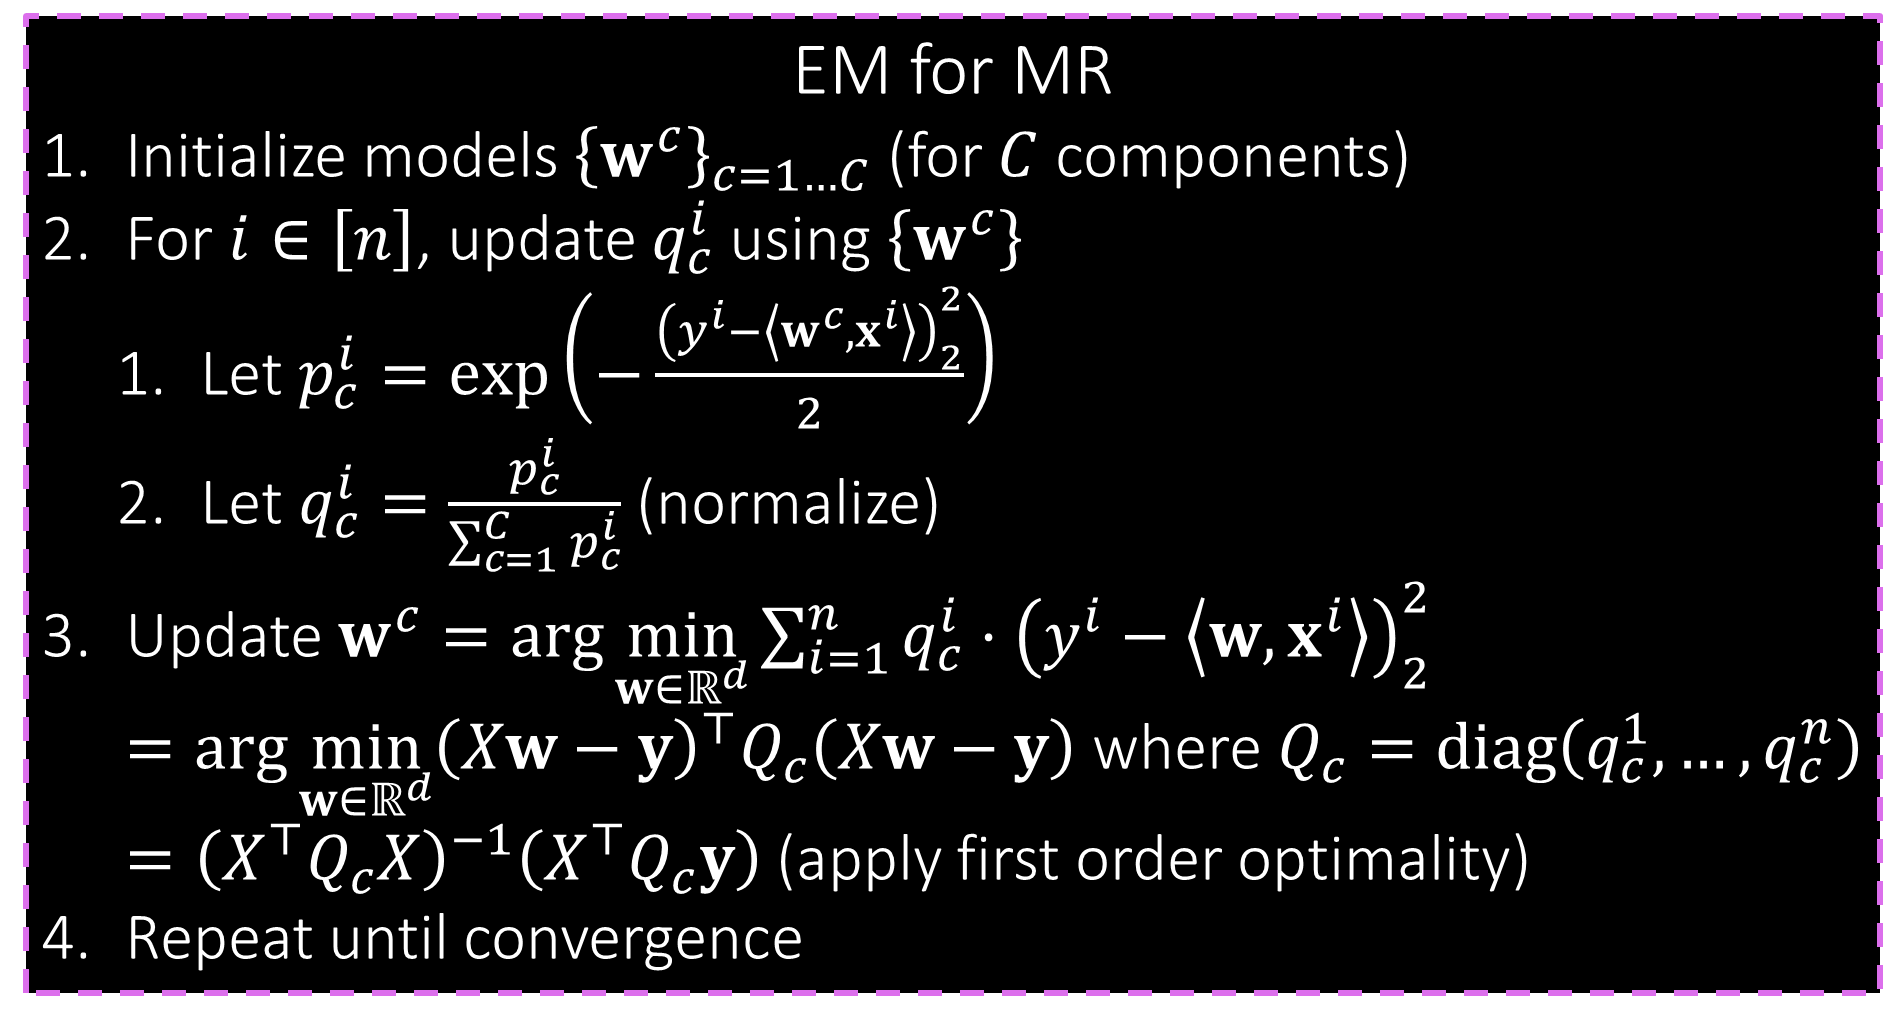 EM for MR
1. Initialize models {𝐰ᶜ}_{c=1…C} (for C components)
2. For i ∈ [n], update q_c^i using {𝐰ᶜ}
1. Let p_c^i = exp(−(y^i−⟨𝐰^c,𝐱^i⟩)_2^2 / 2)
2. Let q_c^i = p_c^i / ∑_{c=1}^C p_c^i (normalize)
3. Update 𝐰^c = arg min_{𝐰∈ℝ^d} ∑_{i=1}^n q_c^i ⋅ (y^i − ⟨𝐰, 𝐱^i⟩)_2^2
= arg min_{𝐰∈ℝ^d} (X𝐰 − 𝐲)^⊤ Q_c (X𝐰 − 𝐲) where Q_c = diag(q_c^1, … , q_c^n)
= (X^⊤ Q_c X)^{−1} (X^⊤ Q_c 𝐲) (apply first order optimality)
4. Repeat until convergence